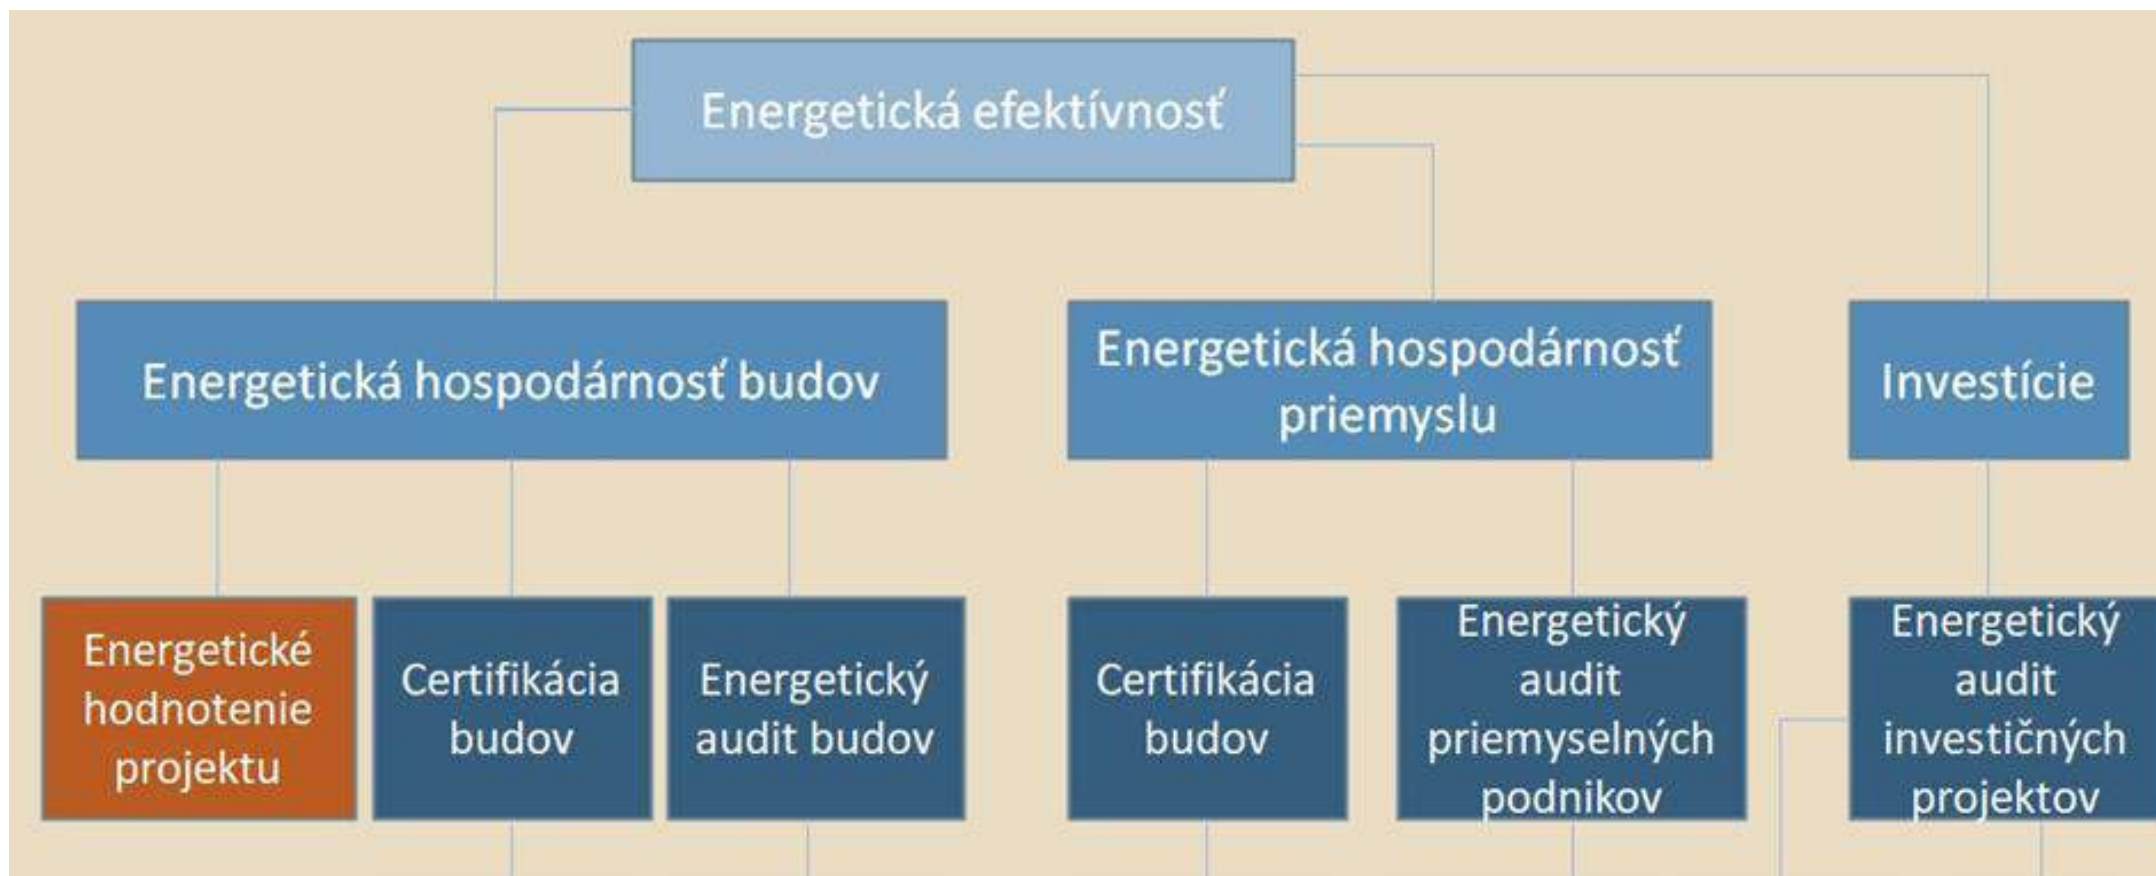 Energetická efektívnosť
Energetická hospodárnosť budov
Energetická hospodárnosť
priemyslu
Investície
Energetické
hodnotenie
projektu
Certifikácia
budov
Energetický
audit budov
Certifikácia
budov
Energetický
audit
priemyselných
podnikov
Energetický
audit
investičných
projektov